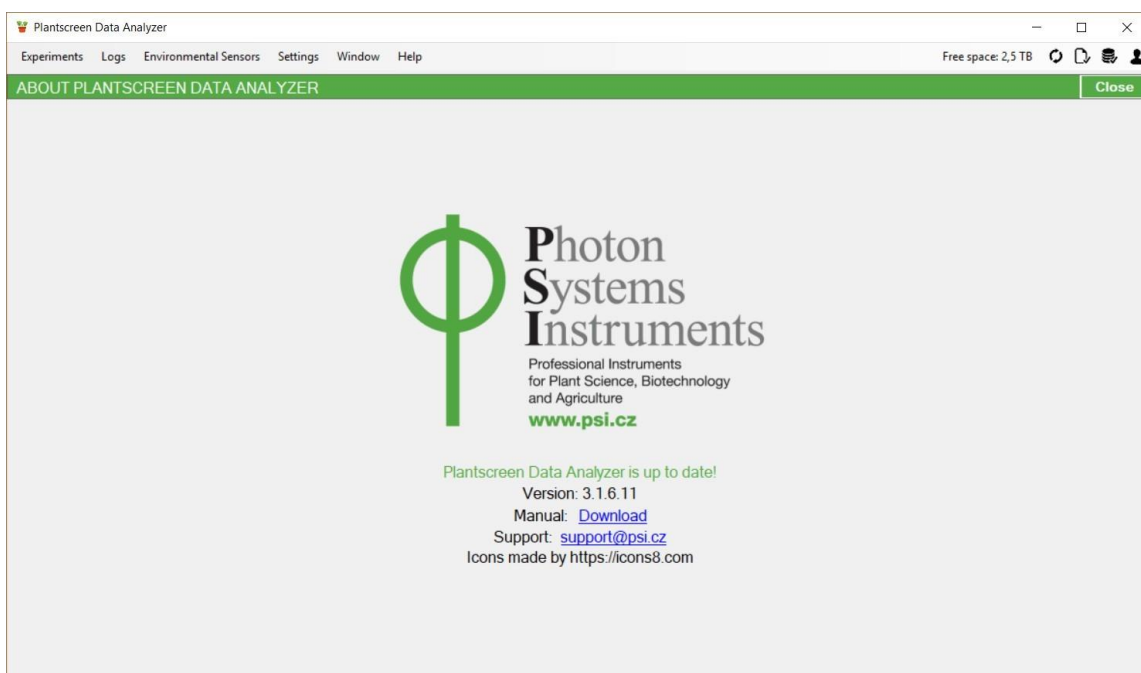 Plantscreen Data Analyzer
Experiments Logs Environmental Sensors Settings Window Help Free space: 2,5 TB
ABOUT PLANTSCREEN DATA ANALYZER Close
Photon
Systems
Instruments
Professional Instruments
for Plant Science, Biotechnology
and Agriculture
www.psi.cz
Plantscreen Data Analyzer is up to date!
Version: 3.1.6.11
Manual: Download
Support: support@psi.cz
Icons made by https://icons8.com